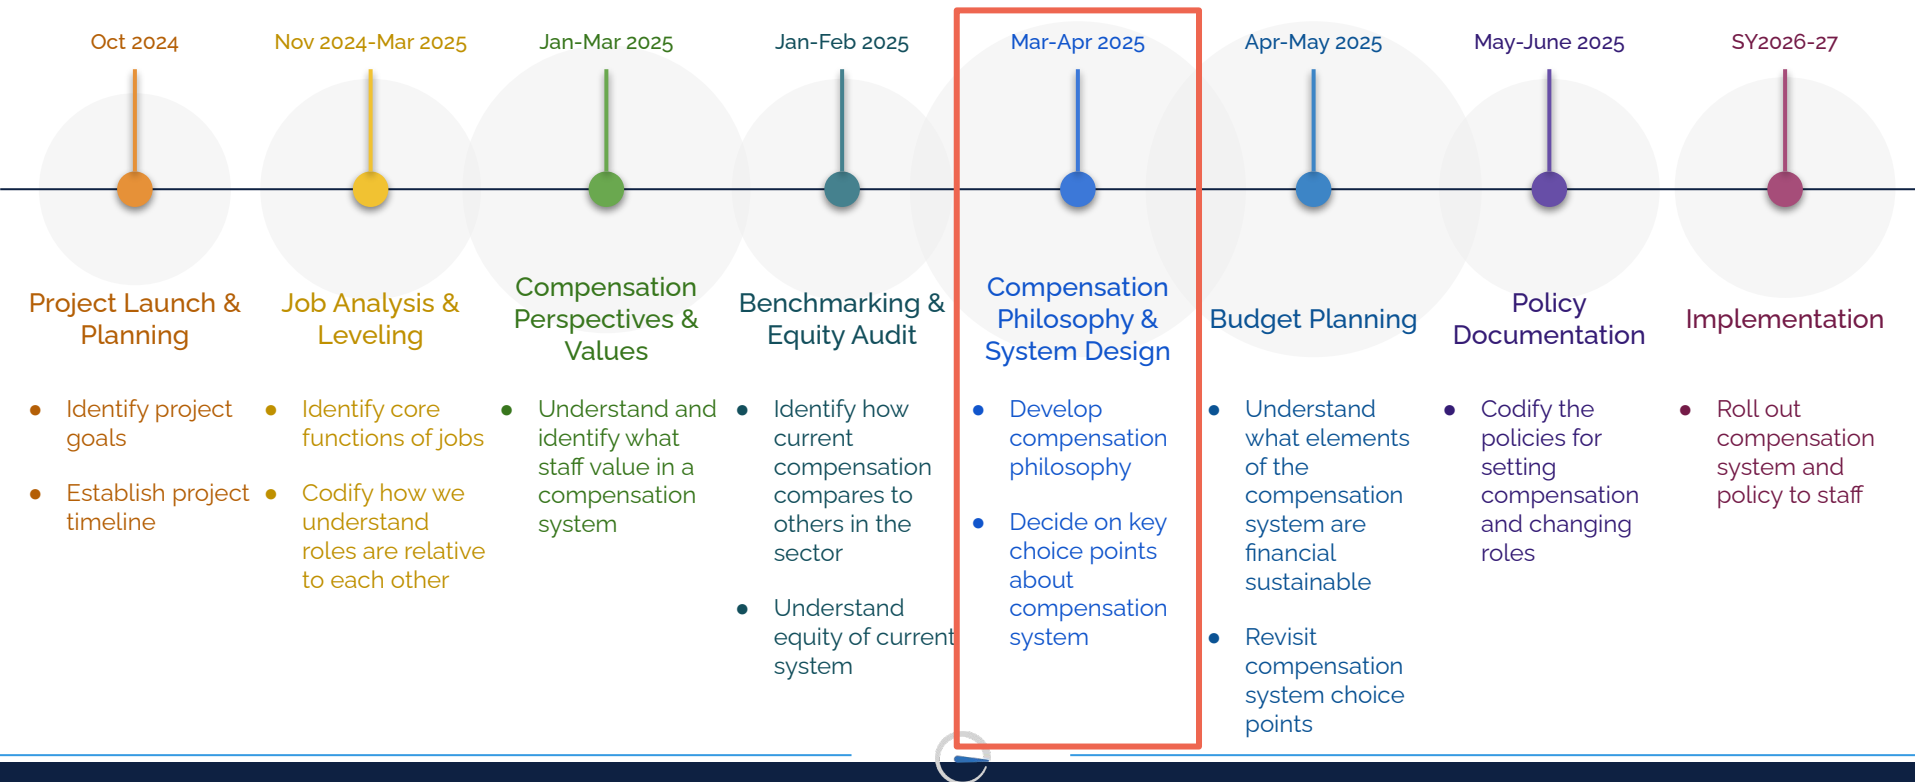 Oct 2024
Nov 2024-Mar 2025
Jan-Mar 2025
Jan-Feb 2025
Mar-Apr 2025
Apr-May 2025
May-June 2025
SY2026-27
Project Launch &
Planning
Job Analysis &
Leveling
Compensation
Perspectives &
Values
Benchmarking &
Equity Audit
Compensation
Philosophy &
System Design
Budget Planning
Policy
Documentation
Implementation
● Identify project
goals
● Establish project
timeline
● Identify core
functions of jobs
● Codify how we
understand
roles are relative
to each other
● Understand and
identify what
staff value in a
compensation
system
● Identify how
current
compensation
compares to
others in the
sector
● Understand
equity of current
system
● Develop
compensation
philosophy
● Decide on key
choice points
about
compensation
system
● Understand
what elements
of the
compensation
system are
financial
sustainable
● Revisit
compensation
system choice
points
● Codify the
policies for
setting
compensation
and changing
roles
● Roll out
compensation
system and
policy to staff